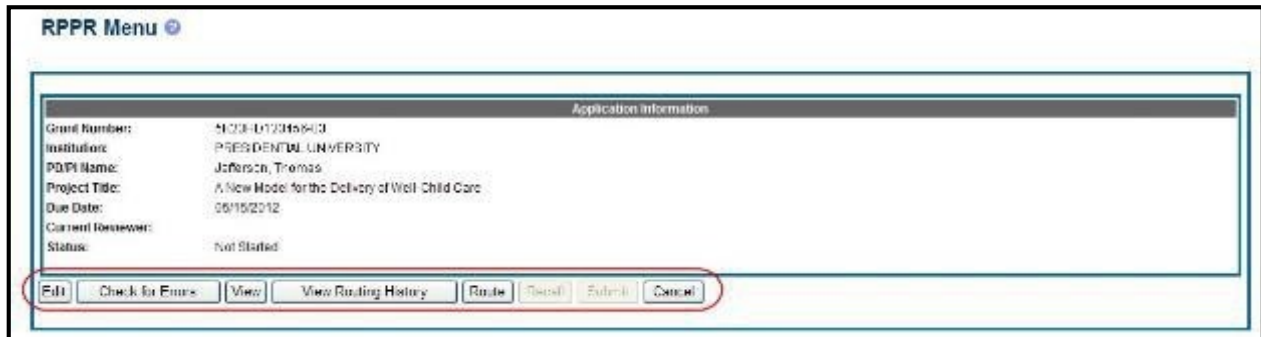 RPPR Menu
Application Information
Grant Number:
Institution: PRESIDENTIAL UNIVERSITY
PD/PI Name: Jefferson, Thomas
Project Title: A New Model for the Delivery of Well-Child Care
Due Date: 05/15/2012
Current Reviewer:
Status: Not Started
Edit Check for Errors View View Routing History Route Recall Submit Cancel